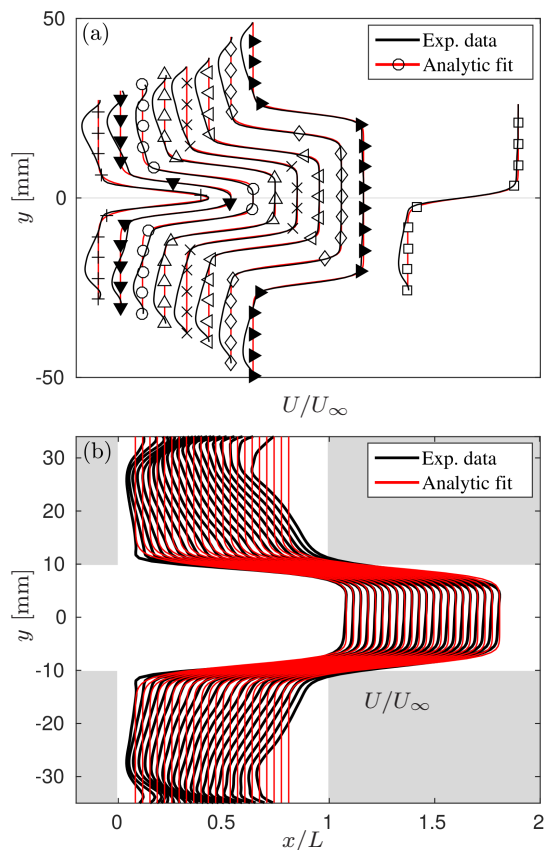 (a)
50
Exp. data
Analytic fit
y [mm]
0
-50
U/U∞
(b)
30
Exp. data
Analytic fit
20
10
y [mm]
0
-10
U/U∞
-20
-30
0
0.5
1
1.5
2
x/L